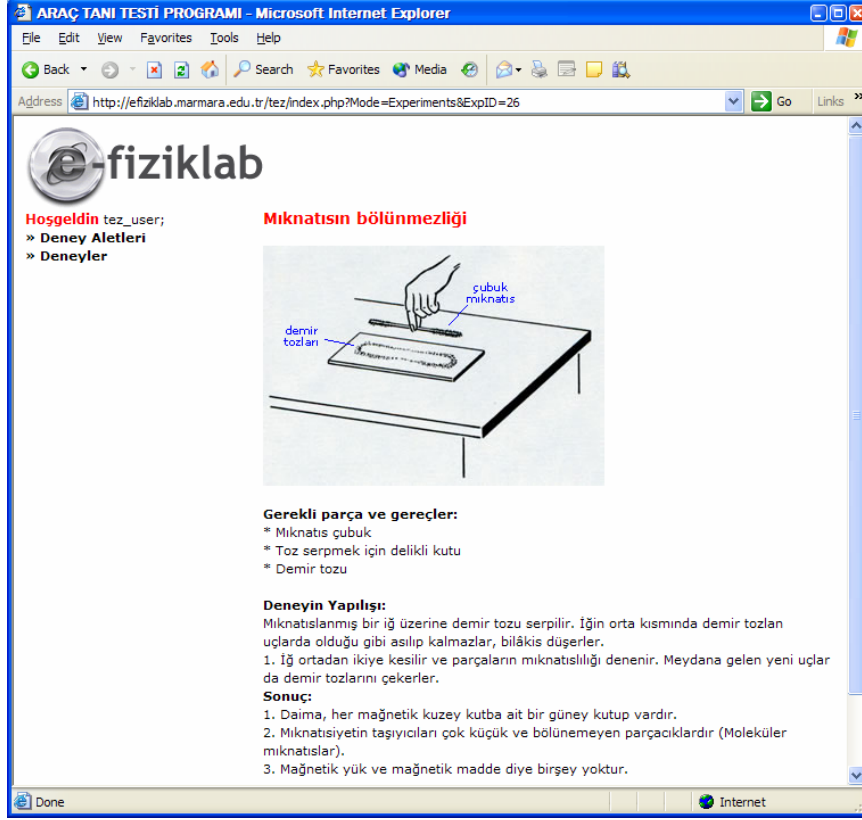 ARAÇ TANI TESTİ PROGRAMI - Microsoft Internet Explorer
File Edit View Favorites Tools Help
Back Search Favorites Media
Address http://efiziklab.marmara.edu.tr/tez/index.php?Mode=Experiments&ExpID=26 Go Links »
e-fiziklab
Hoşgeldin tez_user;
» Deney Aletleri
» Deneyler
Mıknatısın bölünmezliği
çubuk
mıknatıs
demir
tozları
Gerekli parça ve gereçler:
* Mıknatıs çubuk
* Toz serpmek için delikli kutu
* Demir tozu
Deneyin Yapılışı:
Mıknatıslanmış bir iğ üzerine demir tozu serpilir. İğin orta kısmında demir tozlan
uçlarda olduğu gibi asılıp kalmazlar, bilâkis düşerler.
1. İğ ortadan ikiye kesilir ve parçaların mıknatıslılığı denenir. Meydana gelen yeni uçlar
da demir tozlarını çekerler.
Sonuç:
1. Daima, her mağnetik kuzey kutba ait bir güney kutup vardır.
2. Mıknatısiyetin taşıyıcıları çok küçük ve bölünemeyen parçacıklardır (Moleküler
mıknatıslar).
3. Mağnetik yük ve mağnetik madde diye birşey yoktur.
Done Internet